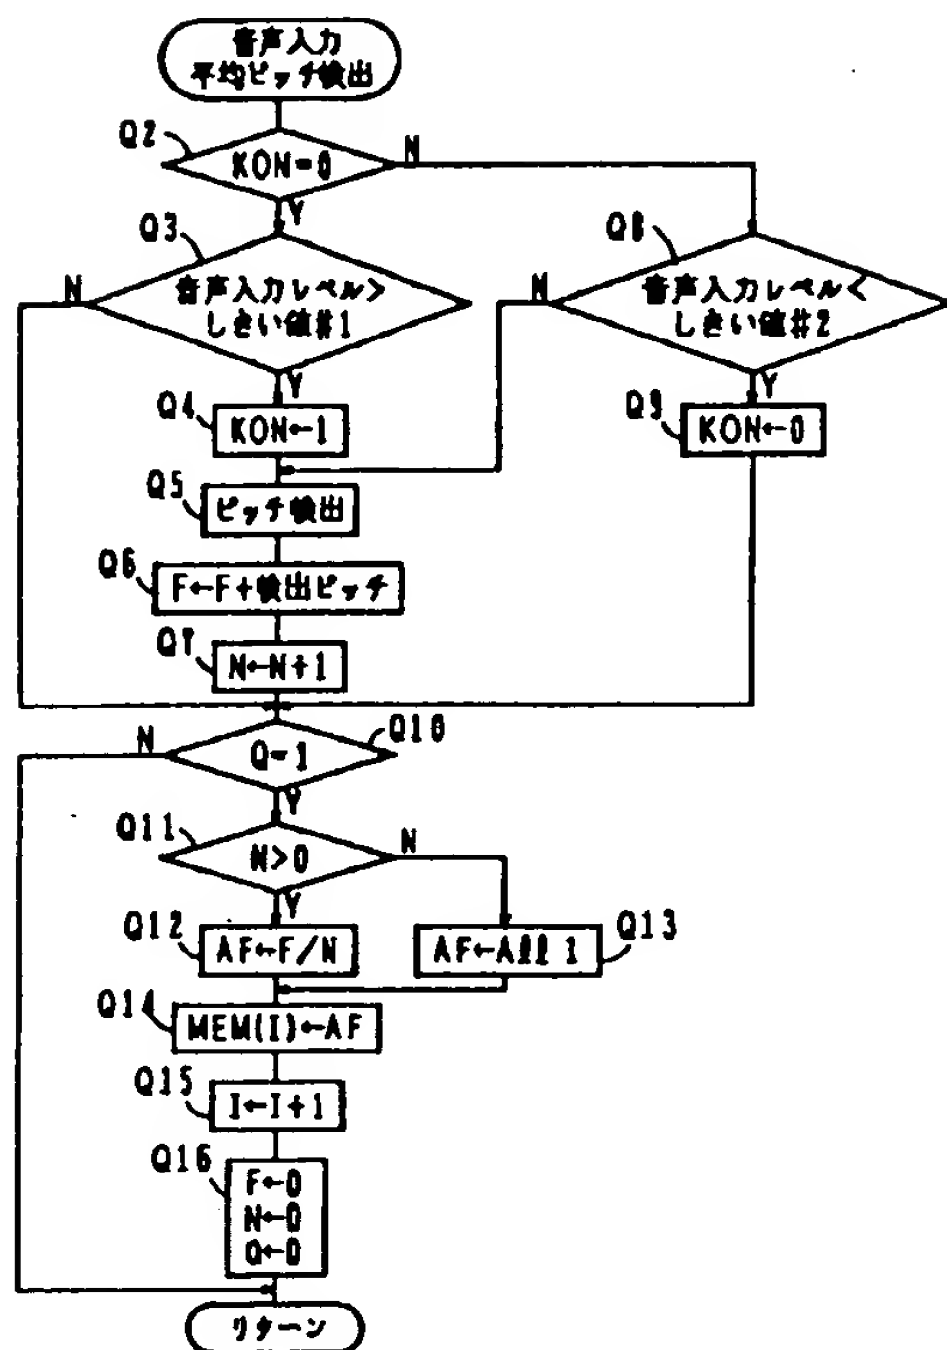 音声入力
平均ピッチ検出
Q2
KON=0
N
Y
Q3
N
音声入力レベル>
しきい値#1
Y
Q8
N
音声入力レベル<
しきい値#2
Y
Q4
KON←1
Q9
KON←0
Q5
ピッチ検出
Q6
F←F+検出ピッチ
Q7
N←N+1
N
Q=1
Q10
Y
Q11
N>0
N
Y
Q12
AF←F/N
AF←All 1
Q13
Q14
MEM(I)←AF
Q15
I←I+1
Q16
F←0
N←0
Q←0
リターン